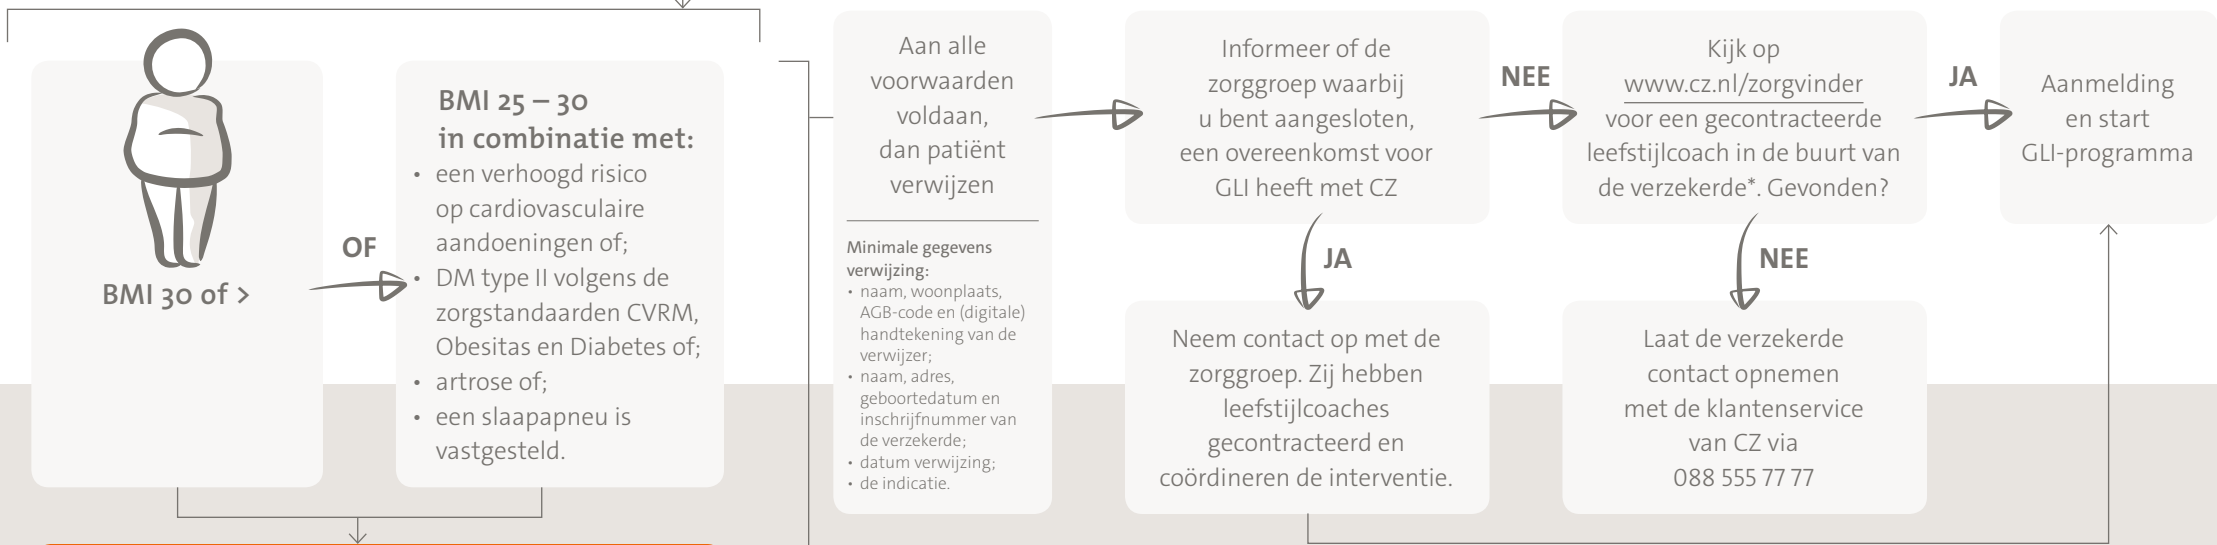 BMI 30 of >
OF
BMI 25 – 30
in combinatie met:
• een verhoogd risico
op cardiovasculaire
aandoeningen of;
• DM type II volgens de
zorgstandaarden CVRM,
Obesitas en Diabetes of;
• artrose of;
• een slaapapneu is
vastgesteld.
Aan alle
voorwaarden
voldaan,
dan patiënt
verwijzen
Minimale gegevens
verwijzing:
• naam, woonplaats,
AGB-code en (digitale)
handtekening van de
verwijzer;
• naam, adres,
geboortedatum en
inschrijfnummer van
de verzekerde;
• datum verwijzing;
• de indicatie.
Informeer of de
zorggroep waarbij
u bent aangesloten,
een overeenkomst voor
GLI heeft met CZ
JA
Neem contact op met de
zorggroep. Zij hebben
leefstijlcoaches
gecontracteerd en
coördineren de interventie.
NEE
Kijk op
www.cz.nl/zorgvinder
voor een gecontracteerde
leefstijlcoach in de buurt van
de verzekerde*. Gevonden?
NEE
Laat de verzekerde
contact opnemen
met de klantenservice
van CZ via
088 555 77 77
JA
Aanmelding
en start
GLI-programma